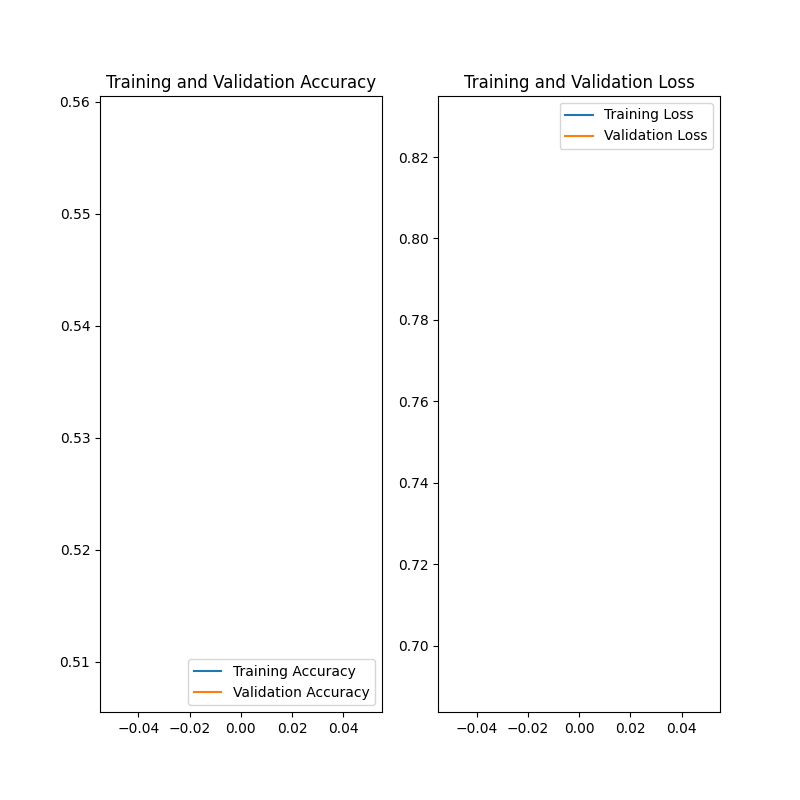 Training and Validation Accuracy
0.56
0.55
0.54
0.53
0.52
0.51
Training Accuracy
Validation Accuracy
−0.04 −0.02 0.00 0.02 0.04
Training and Validation Loss
Training Loss
Validation Loss
0.82
0.80
0.78
0.76
0.74
0.72
0.70
−0.04 −0.02 0.00 0.02 0.04